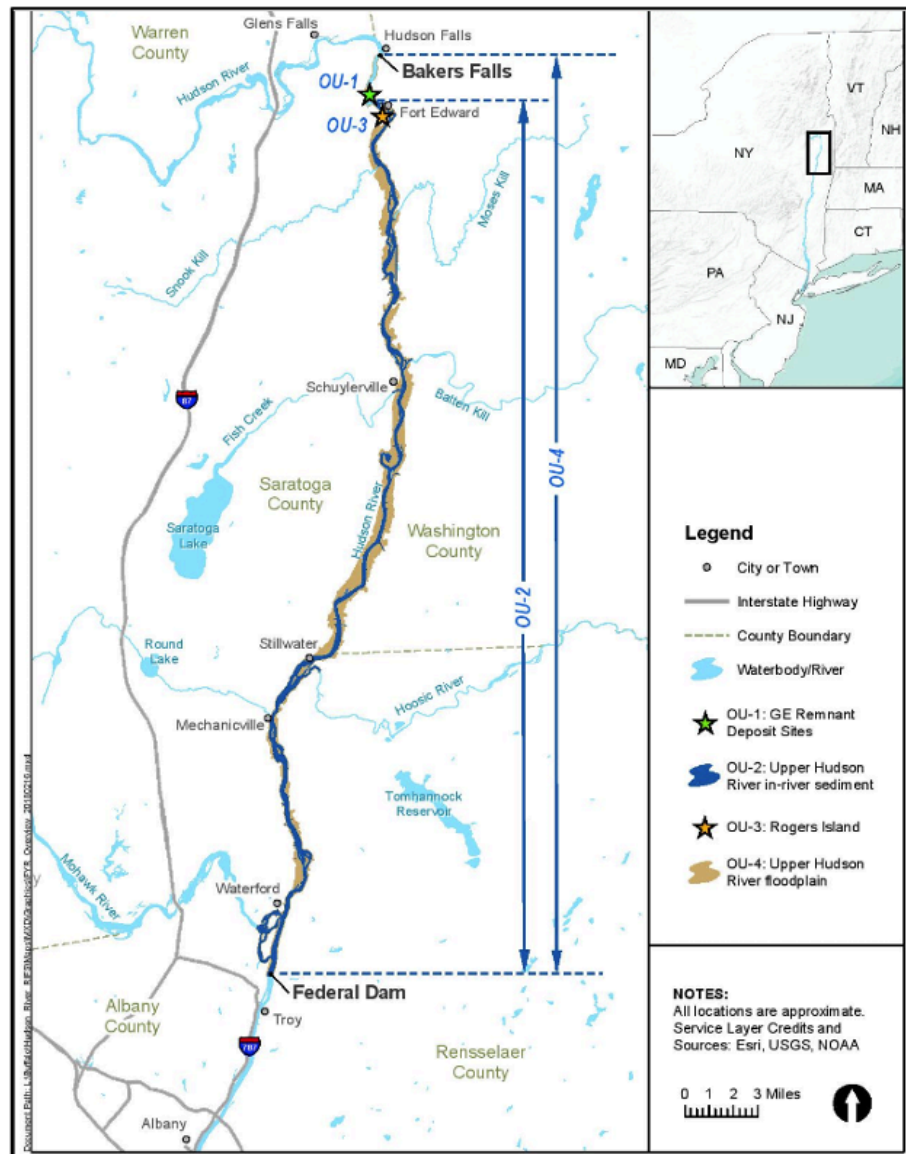 Warren
County
Glens Falls
Hudson Falls
Bakers Falls
Hudson River
OU-1
Fort Edward
OU-3
Moses Kill
Snook Kill
87
Schuylerville
Batten Kill
Fish Creek
OU-4
Saratoga
County
Hudson River
Saratoga
Lake
Washington
County
OU-2
Stillwater
Round
Lake
Hoosic River
Mechanicville
Tomhannock
Reservoir
Mohawk River
Waterford
Federal Dam
Albany
County
Troy
787
Rensselaer
County
Albany
VT
NH
NY
MA
CT
PA
NJ
MD
Legend
City or Town
Interstate Highway
County Boundary
Waterbody/River
OU-1: GE Remnant
Deposit Sites
OU-2: Upper Hudson
River in-river sediment
OU-3: Rogers Island
OU-4: Upper Hudson
River floodplain
NOTES:
All locations are approximate.
Service Layer Credits and
Sources: Esri, USGS, NOAA
0 1 2 3 Miles